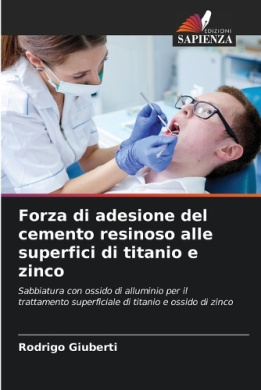 EDIZIONI
SAPIENZA
Forza di adesione del
cemento resinoso alle
superfici di titanio e
zinco
Sabbiatura con ossido di alluminio per il
trattamento superficiale di titanio e ossido di zinco
Rodrigo Giuberti